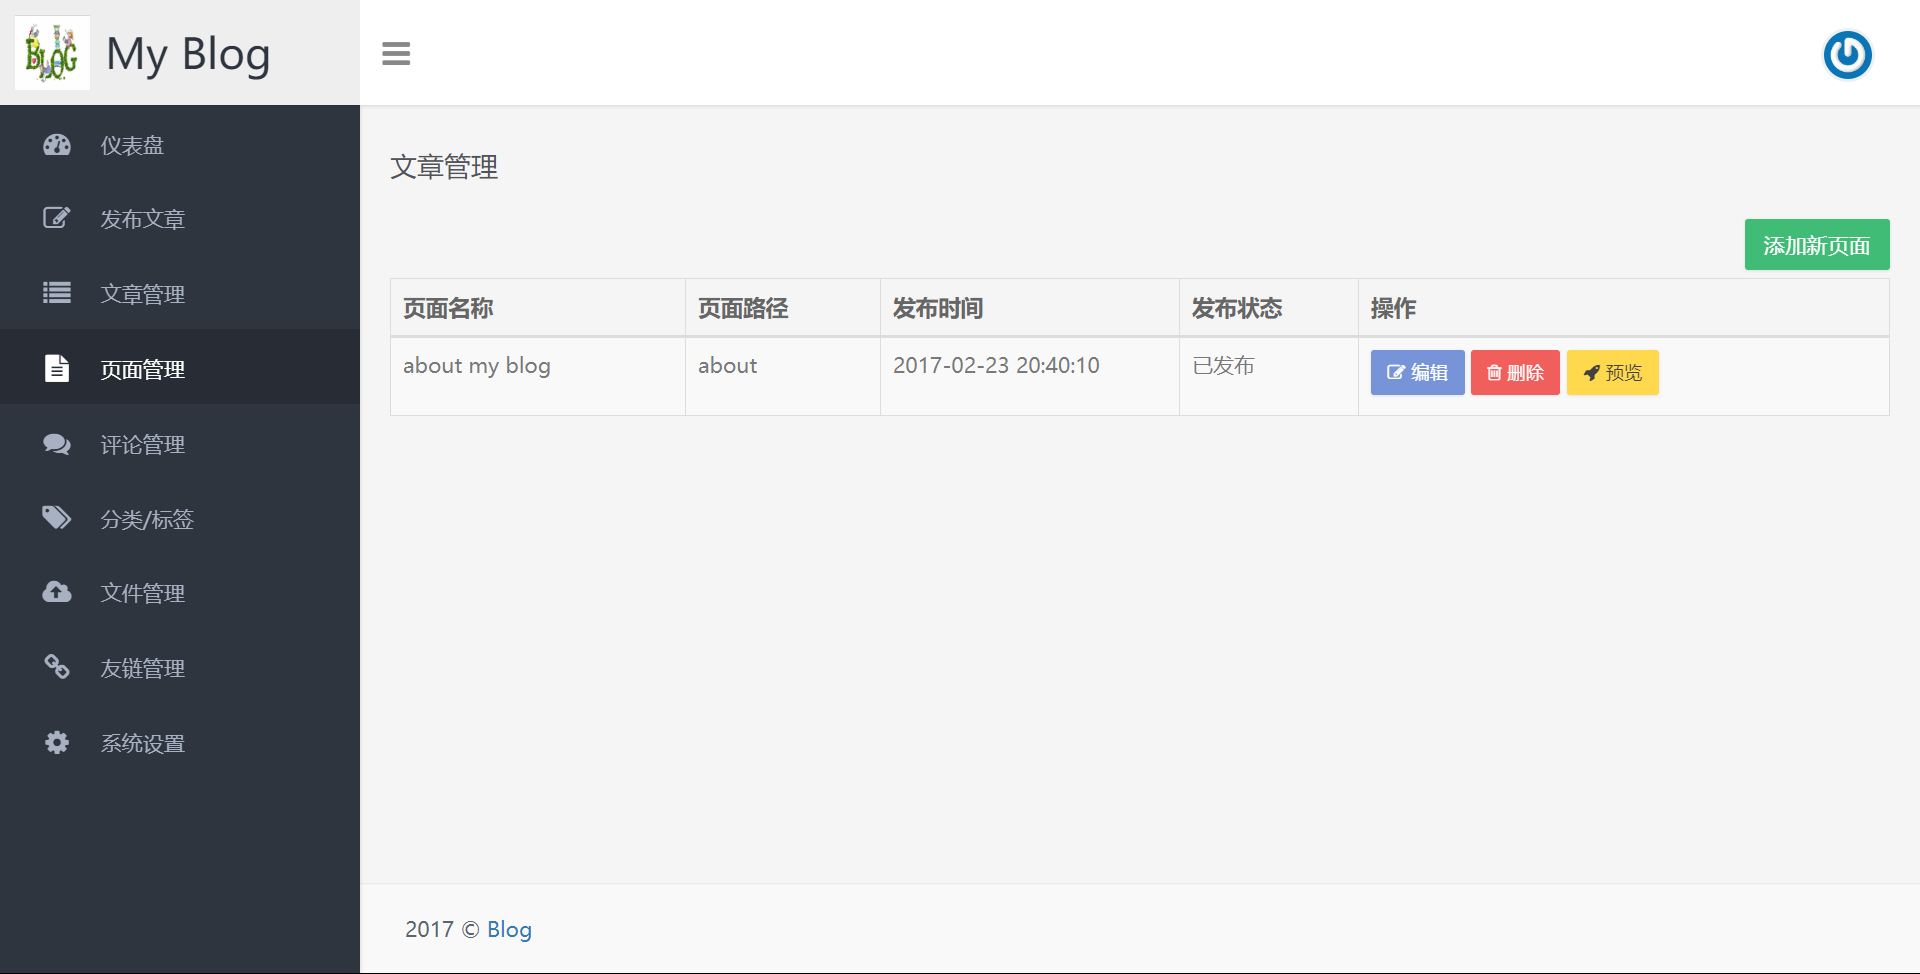 BLOG
My Blog
仪表盘
发布文章
文章管理
页面管理
评论管理
分类/标签
文件管理
友链管理
系统设置
文章管理
添加新页面
页面名称 页面路径 发布时间 发布状态 操作
about my blog about 2017-02-23 20:40:10 已发布 编辑 删除 预览
2017 © Blog